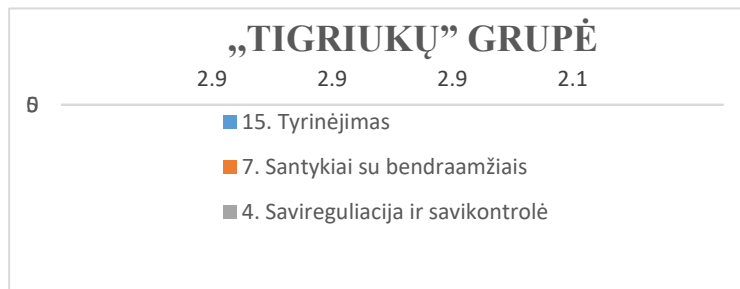 „TIGRIUKŲ” GRUPĖ
2.9 2.9 2.9 2.1
15. Tyrinėjimas
7. Santykiai su bendraamžiais
4. Savireguliacija ir savikontrolė